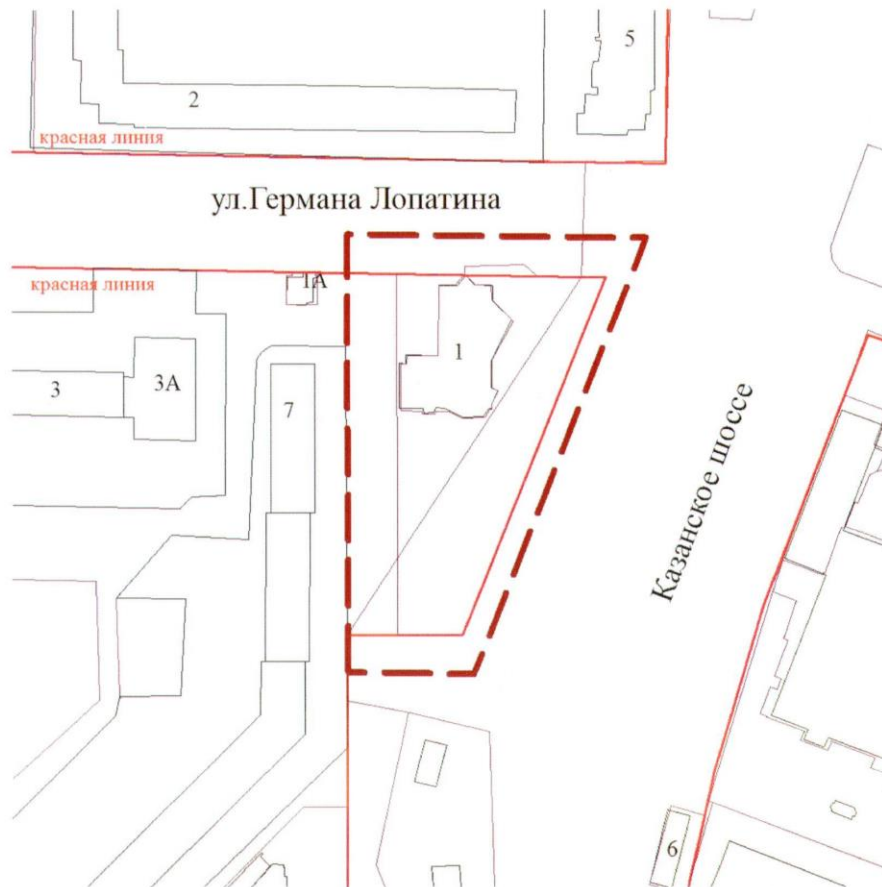 5
2
красная линия
ул.Германа Лопатина
красная линия
1А
1
3
3А
7
Казанское шоссе
6